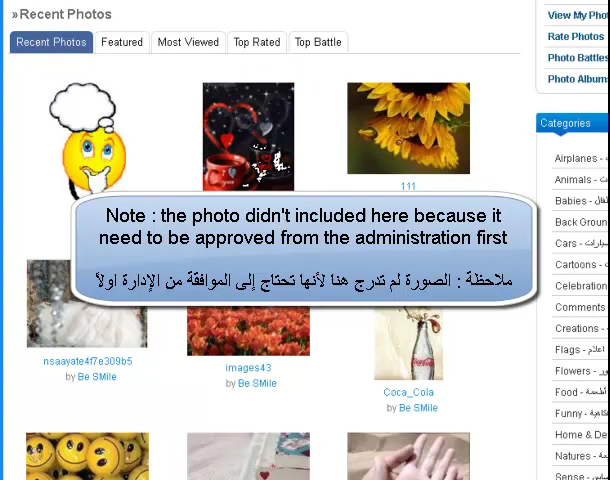 »Recent Photos
Recent Photos
Featured
Most Viewed
Top Rated
Top Battle
111
Note : the photo didn't included here because it
need to be approved from the administration first
ملاحظة : الصورة لم تدرج هنا لأنها تحتاج إلى الموافقة من الإدارة اولاً
nsaayate4f7e309b5
by Be SMile
images43
by Be SMile
Coca_Cola
by Be SMile
View My Phot
Rate Photos
Photo Battles
Photo Album
Categories
Airplanes -
Animals -
Babies -
Back Groun
Cars -
Cartoons -
Celebration
Comments
Creations -
Flags - اعلام
Flowers -
Food - أطعمة
Funny -
Home & De
Natures -
Sense -